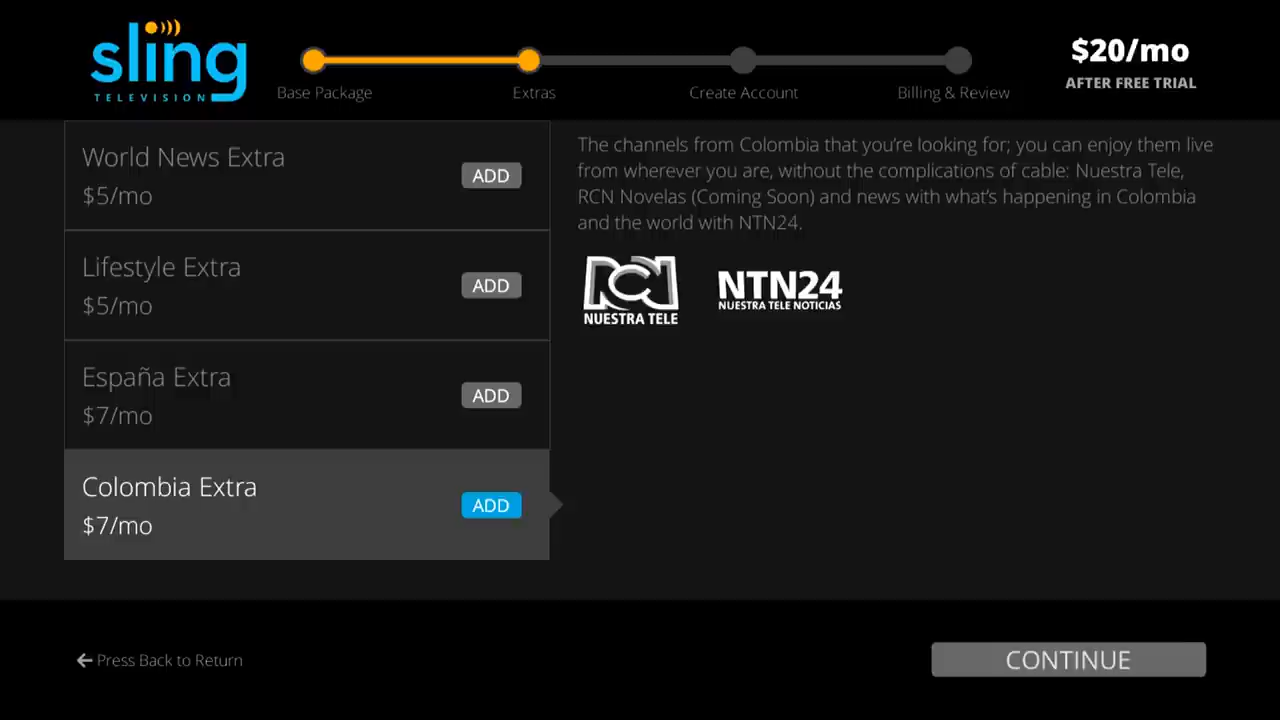 sling
TELEVISION
Base Package
Extras
Create Account
Billing & Review
$20/mo
AFTER FREE TRIAL
World News Extra
$5/mo
ADD
Lifestyle Extra
$5/mo
ADD
España Extra
$7/mo
ADD
Colombia Extra
$7/mo
ADD
The channels from Colombia that you're looking for; you can enjoy them live
from wherever you are, without the complications of cable: Nuestra Tele,
RCN Novelas (Coming Soon) and news with what's happening in Colombia
and the world with NTN24.
RCN
NUESTRA TELE
NTN24
NUESTRA TELE NOTICIAS
Press Back to Return
CONTINUE